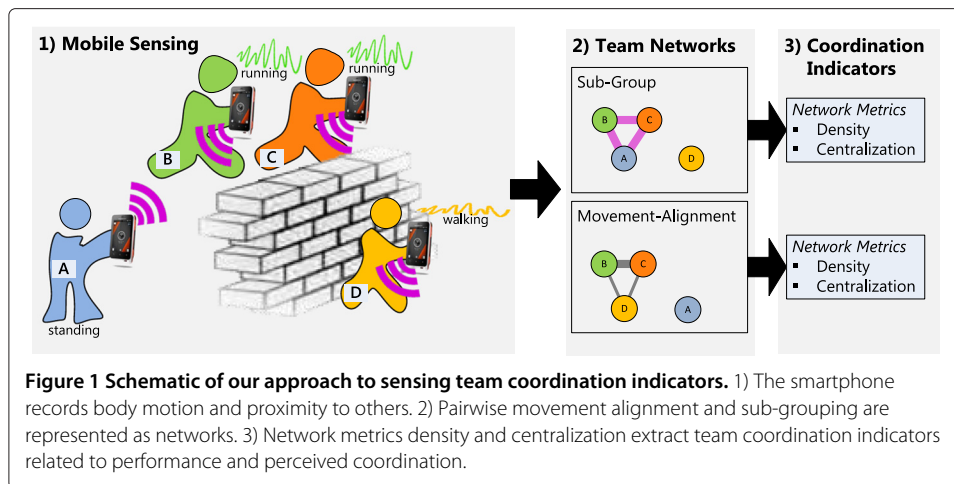 1) Mobile Sensing
running
running
B
C
A
standing
walking
D
2) Team Networks
Sub-Group
B
C
A
D
Movement-Alignment
B
C
D
A
3) Coordination
Indicators
Network Metrics
▪ Density
▪ Centralization
Network Metrics
▪ Density
▪ Centralization
Figure 1 Schematic of our approach to sensing team coordination indicators. 1) The smartphone
records body motion and proximity to others. 2) Pairwise movement alignment and sub-grouping are
represented as networks. 3) Network metrics density and centralization extract team coordination indicators
related to performance and perceived coordination.